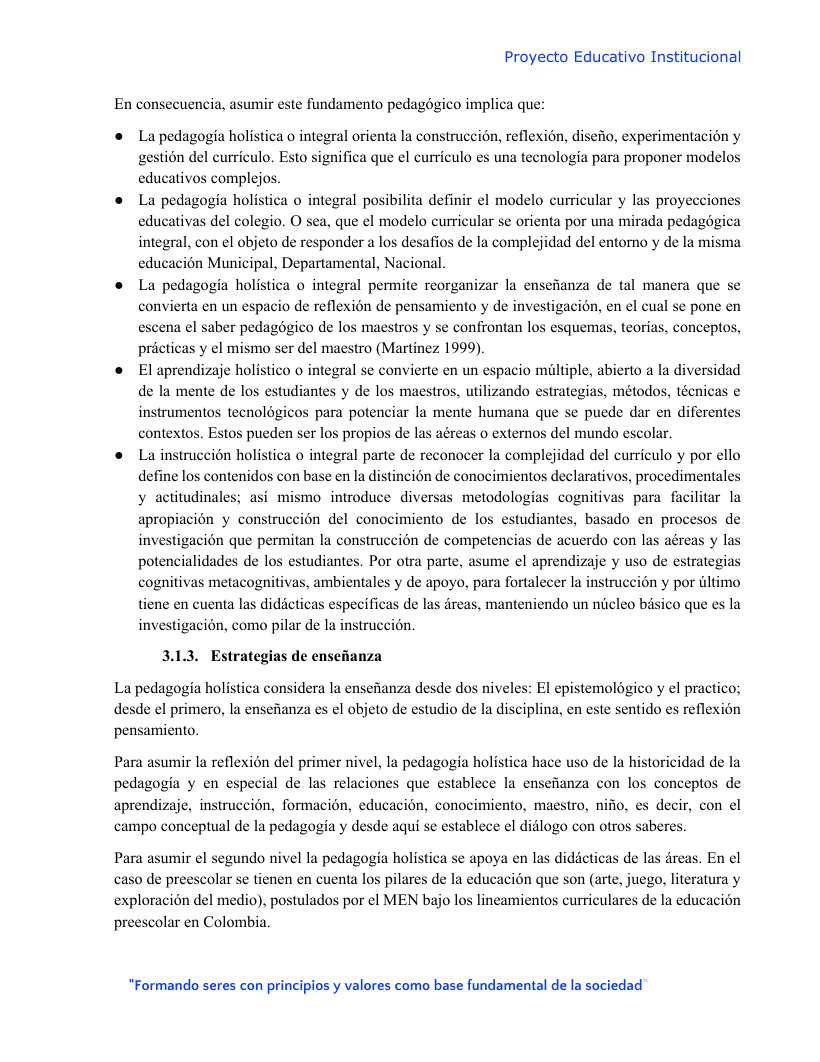 Proyecto Educativo Institucional
En consecuencia, asumir este fundamento pedagógico implica que:
● La pedagogía holística o integral orienta la construcción, reflexión, diseño, experimentación y
gestión del currículo. Esto significa que el currículo es una tecnología para proponer modelos
educativos complejos.
● La pedagogía holística o integral posibilita definir el modelo curricular y las proyecciones
educativas del colegio. O sea, que el modelo curricular se orienta por una mirada pedagógica
integral, con el objeto de responder a los desafíos de la complejidad del entorno y de la misma
educación Municipal, Departamental, Nacional.
● La pedagogía holística o integral permite reorganizar la enseñanza de tal manera que se
convierta en un espacio de reflexión de pensamiento y de investigación, en el cual se pone en
escena el saber pedagógico de los maestros y se confrontan los esquemas, teorías, conceptos,
prácticas y el mismo ser del maestro (Martínez 1999).
● El aprendizaje holístico o integral se convierte en un espacio múltiple, abierto a la diversidad
de la mente de los estudiantes y de los maestros, utilizando estrategias, métodos, técnicas e
instrumentos tecnológicos para potenciar la mente humana que se puede dar en diferentes
contextos. Estos pueden ser los propios de las aéreas o externos del mundo escolar.
● La instrucción holística o integral parte de reconocer la complejidad del currículo y por ello
define los contenidos con base en la distinción de conocimientos declarativos, procedimentales
y actitudinales; así mismo introduce diversas metodologías cognitivas para facilitar la
apropiación y construcción del conocimiento de los estudiantes, basado en procesos de
investigación que permitan la construcción de competencias de acuerdo con las aéreas y las
potencialidades de los estudiantes. Por otra parte, asume el aprendizaje y uso de estrategias
cognitivas metacognitivas, ambientales y de apoyo, para fortalecer la instrucción y por último
tiene en cuenta las didácticas específicas de las áreas, manteniendo un núcleo básico que es la
investigación, como pilar de la instrucción.
3.1.3. Estrategias de enseñanza
La pedagogía holística considera la enseñanza desde dos niveles: El epistemológico y el practico;
desde el primero, la enseñanza es el objeto de estudio de la disciplina, en este sentido es reflexión
pensamiento.
Para asumir la reflexión del primer nivel, la pedagogía holística hace uso de la historicidad de la
pedagogía y en especial de las relaciones que establece la enseñanza con los conceptos de
aprendizaje, instrucción, formación, educación, conocimiento, maestro, niño, es decir, con el
campo conceptual de la pedagogía y desde aquí se establece el diálogo con otros saberes.
Para asumir el segundo nivel la pedagogía holística se apoya en las didácticas de las áreas. En el
caso de preescolar se tienen en cuenta los pilares de la educación que son (arte, juego, literatura y
exploración del medio), postulados por el MEN bajo los lineamientos curriculares de la educación
preescolar en Colombia.
"Formando seres con principios y valores como base fundamental de la sociedad"